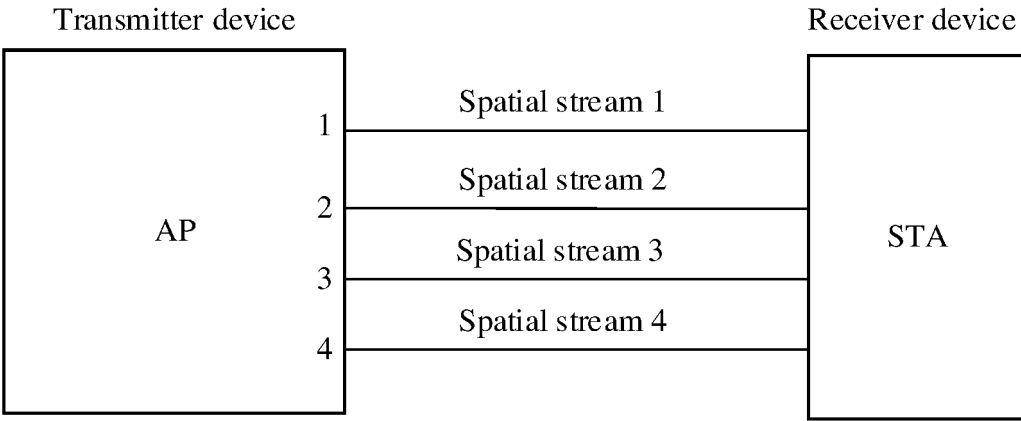 Transmitter device
Receiver device
1
Spatial stream 1
2
Spatial stream 2
AP
STA
3
Spatial stream 3
4
Spatial stream 4